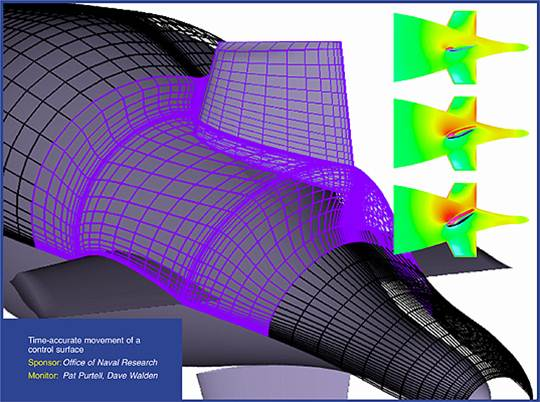 Time-accurate movement of a
control surface
Sponsor: Office of Naval Research
Monitor: Pat Purtell, Dave Walden